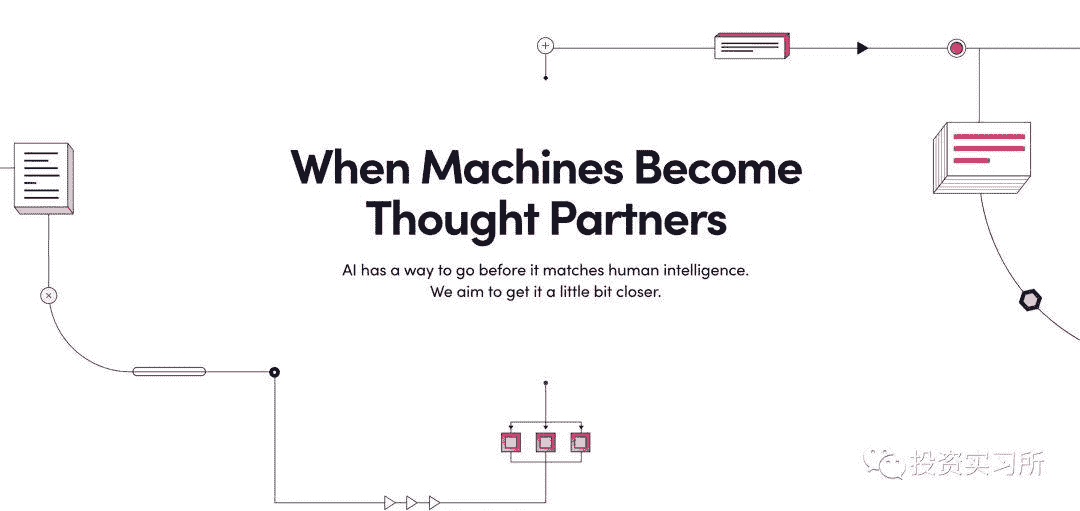 When Machines Become
Thought Partners
AI has a way to go before it matches human intelligence.
We aim to get it a little bit closer.
投资实习所